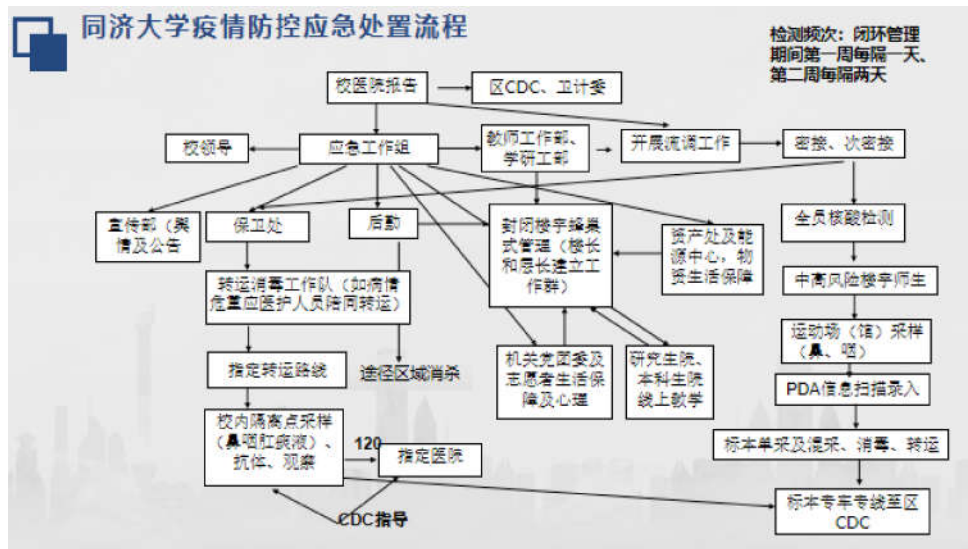 同济大学疫情防控应急处置流程
检测频次：闭环管理
期间第一周每隔一天、
第二周每隔两天
校医院报告
区CDC、卫计委
校领导
应急工作组
教师工作部、
学研工部
开展流调工作
密接、次密接
宣传部（舆
情及公告
保卫处
后勤
封闭楼宇蜂巢
式管理（楼长
和层长建立工
作群）
资产处及能
源中心，物
资生活保障
全员核酸检测
转运消毒工作队（如病情
危重应医护人员陪同转运）
中高风险楼宇师生
运动场（馆）采样
（鼻、咽）
指定转运路线
途径区域消杀
机关党团委及
志愿者生活保
障及心理
研究生院、
本科生院
线上教学
PDA信息扫描录入
校内隔离点采样
（鼻咽肛痰液）、
抗体、观察
120
指定医院
标本单采及混采、消毒、转运
CDC指导
标本专车专线至区
CDC